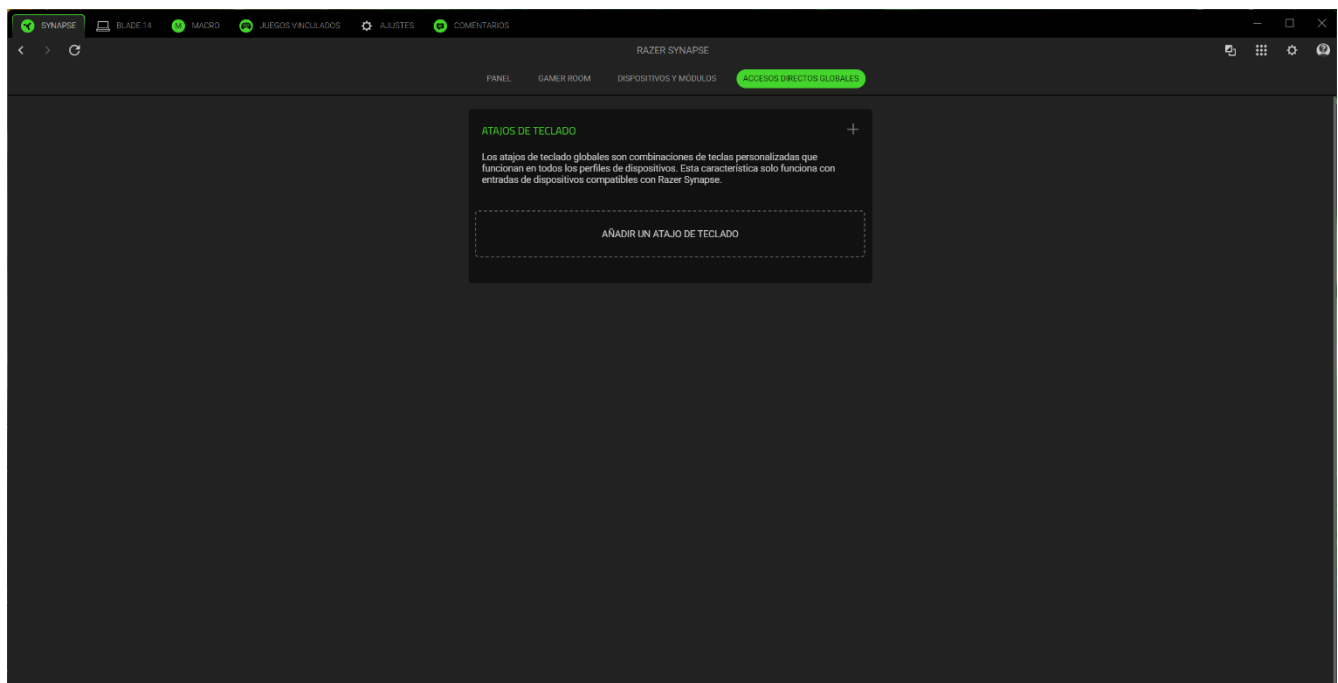 SYNAPSE BLADE 14 M MACRO JUEGOS VINCULADOS AJUSTES COMENTARIOS
RAZER SYNAPSE
PANEL GAMER ROOM DISPOSITIVOS Y MÓDULOS ACCESOS DIRECTOS GLOBALES
ATAJOS DE TECLADO
Los atajos de teclado globales son combinaciones de teclas personalizadas que
funcionan en todos los perfiles de dispositivo. Esta característica solo funciona con
entradas de dispositivos compatibles con Razer Synapse.
AÑADIR UN ATAJO DE TECLADO